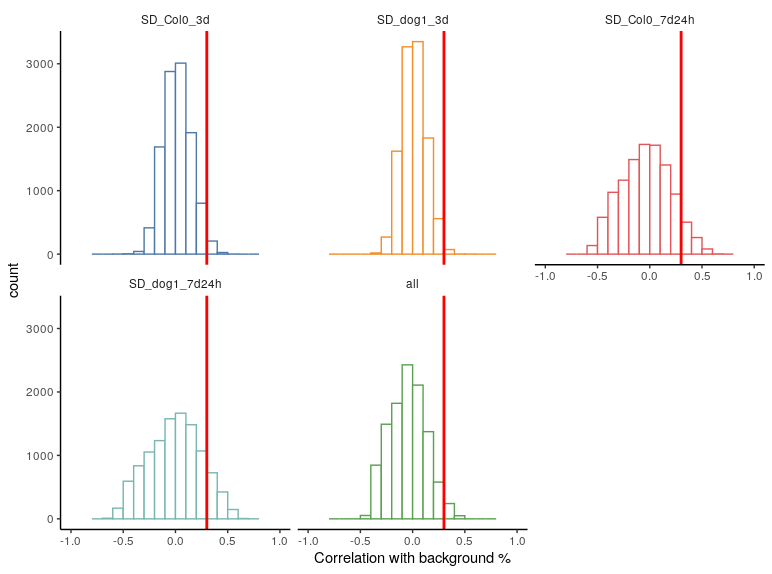 SD_Col0_3d SD_dog1_3d SD_Col0_7d24h
3000
2000
1000
0
-1.0 -0.5 0.0 0.5 1.0
count
SD_dog1_7d24h all
3000
2000
1000
0
-1.0 -0.5 0.0 0.5 1.0 -1.0 -0.5 0.0 0.5 1.0
Correlation with background %